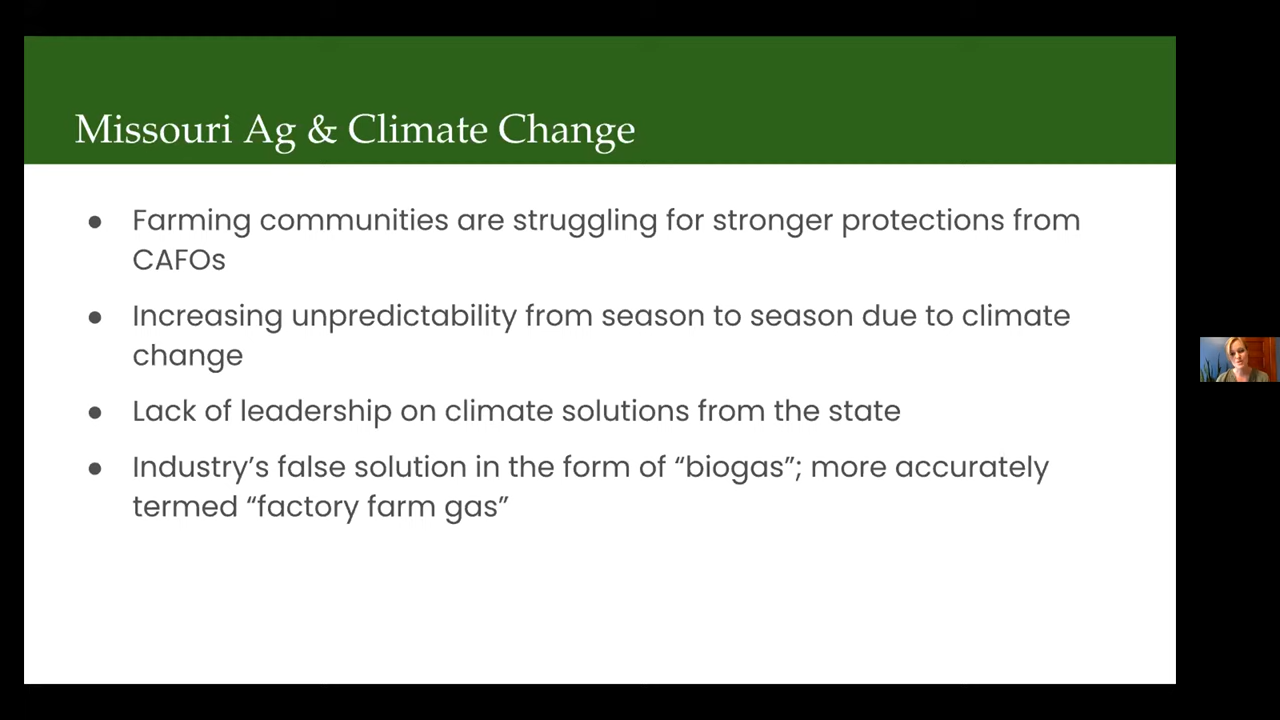 Missouri Ag & Climate Change
● Farming communities are struggling for stronger protections from
CAFOs
● Increasing unpredictability from season to season due to climate
change
● Lack of leadership on climate solutions from the state
● Industry’s false solution in the form of “biogas”; more accurately
termed “factory farm gas”